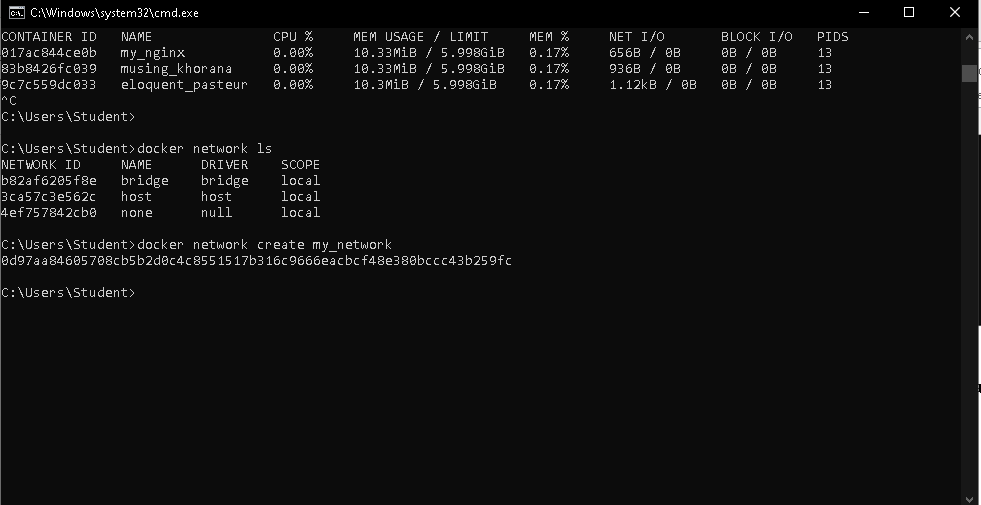 C:\Windows\system32\cmd.exe
CONTAINER ID   NAME               CPU %     MEM USAGE / LIMIT     MEM %     NET I/O       BLOCK I/O   PIDS
017ac844ce0b   my_nginx           0.00%     10.33MiB / 5.998GiB   0.17%     656B / 0B     0B / 0B     13
83b8426fc039   musing_khorana     0.00%     10.33MiB / 5.998GiB   0.17%     936B / 0B     0B / 0B     13
9c7c559dc033   eloquent_pasteur   0.00%     10.3MiB / 5.998GiB    0.17%     1.12kB / 0B   0B / 0B     13
^C
C:\Users\Student>
C:\Users\Student>docker network ls
NETWORK ID     NAME      DRIVER    SCOPE
b82af6205f8e   bridge    bridge    local
3ca57c3e562c   host      host      local
4ef757842cb0   none      null      local
C:\Users\Student>docker network create my_network
0d97aa84605708cb5b2d0c4c8551517b316c9666eacbcf48e380bccc43b259fc
C:\Users\Student>